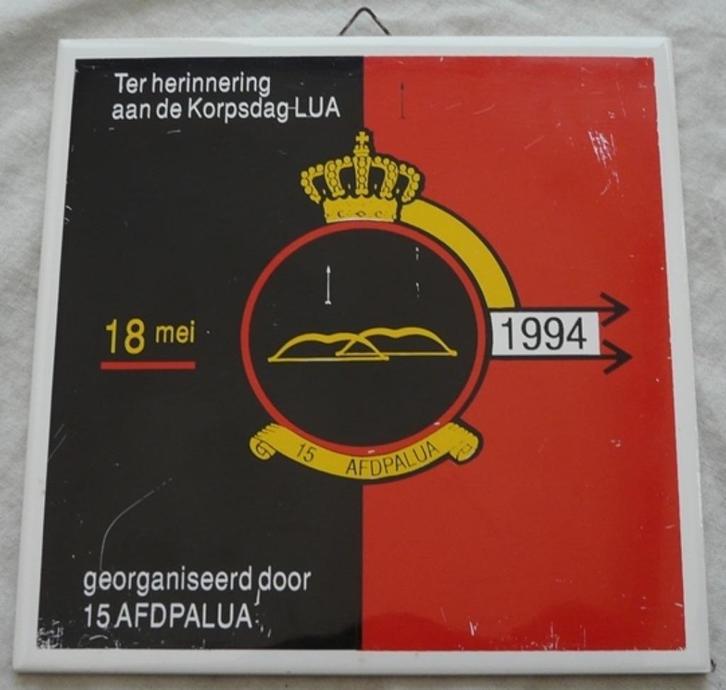 Ter herinnering
aan de Korpsdag LUA
18 mei
1994
15 AFDPALUA
georganiseerd door
15 AFDPALUA